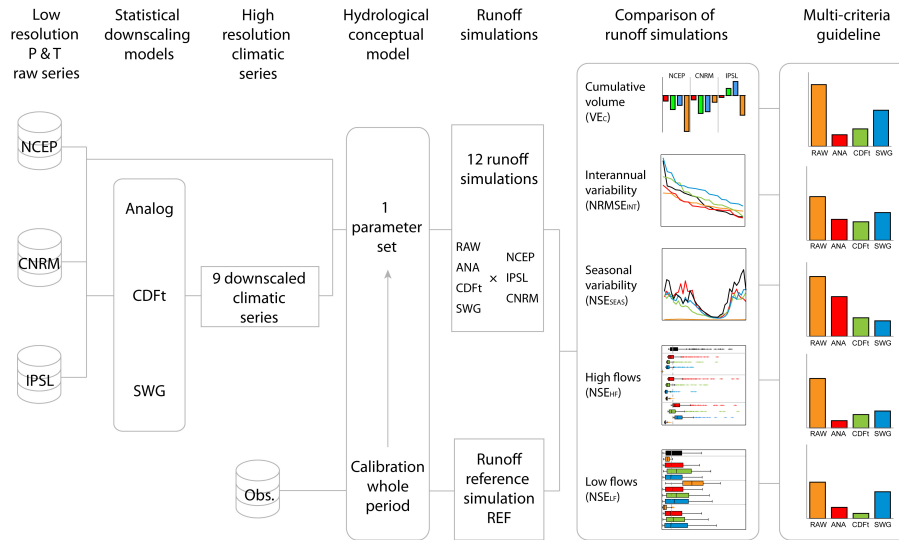 Low
resolution
P & T
raw series
Statistical
downscaling
models
High
resolution
climatic
series
Hydrological
conceptual
model
Runoff
simulations
Comparison of
runoff simulations
Multi-criteria
guideline
NCEP
CNRM
IPSL
Analog
CDFt
SWG
9 downscaled
climatic
series
Obs.
1
parameter
set
Calibration
whole
period
12 runoff
simulations
RAW
ANA
CDFt
SWG
×
NCEP
IPSL
CNRM
Runoff
reference
simulation
REF
Cumulative
volume
(VEC)
NCEP CNRM IPSL
Interannual
variability
(NRMSEINT)
Seasonal
variability
(NSESEAS)
High flows
(NSEHF)
Low flows
(NSELF)
RAW ANA CDFt SWG
RAW ANA CDFt SWG
RAW ANA CDFt SWG
RAW ANA CDFt SWG
RAW ANA CDFt SWG